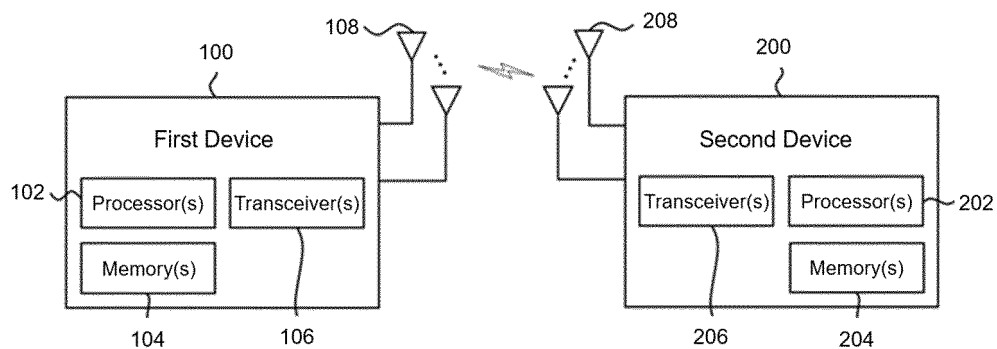 108
208
100
200
First Device
Second Device
102
Processor(s)
Transceiver(s)
Transceiver(s)
Processor(s)
202
Memory(s)
Memory(s)
104
106
206
204